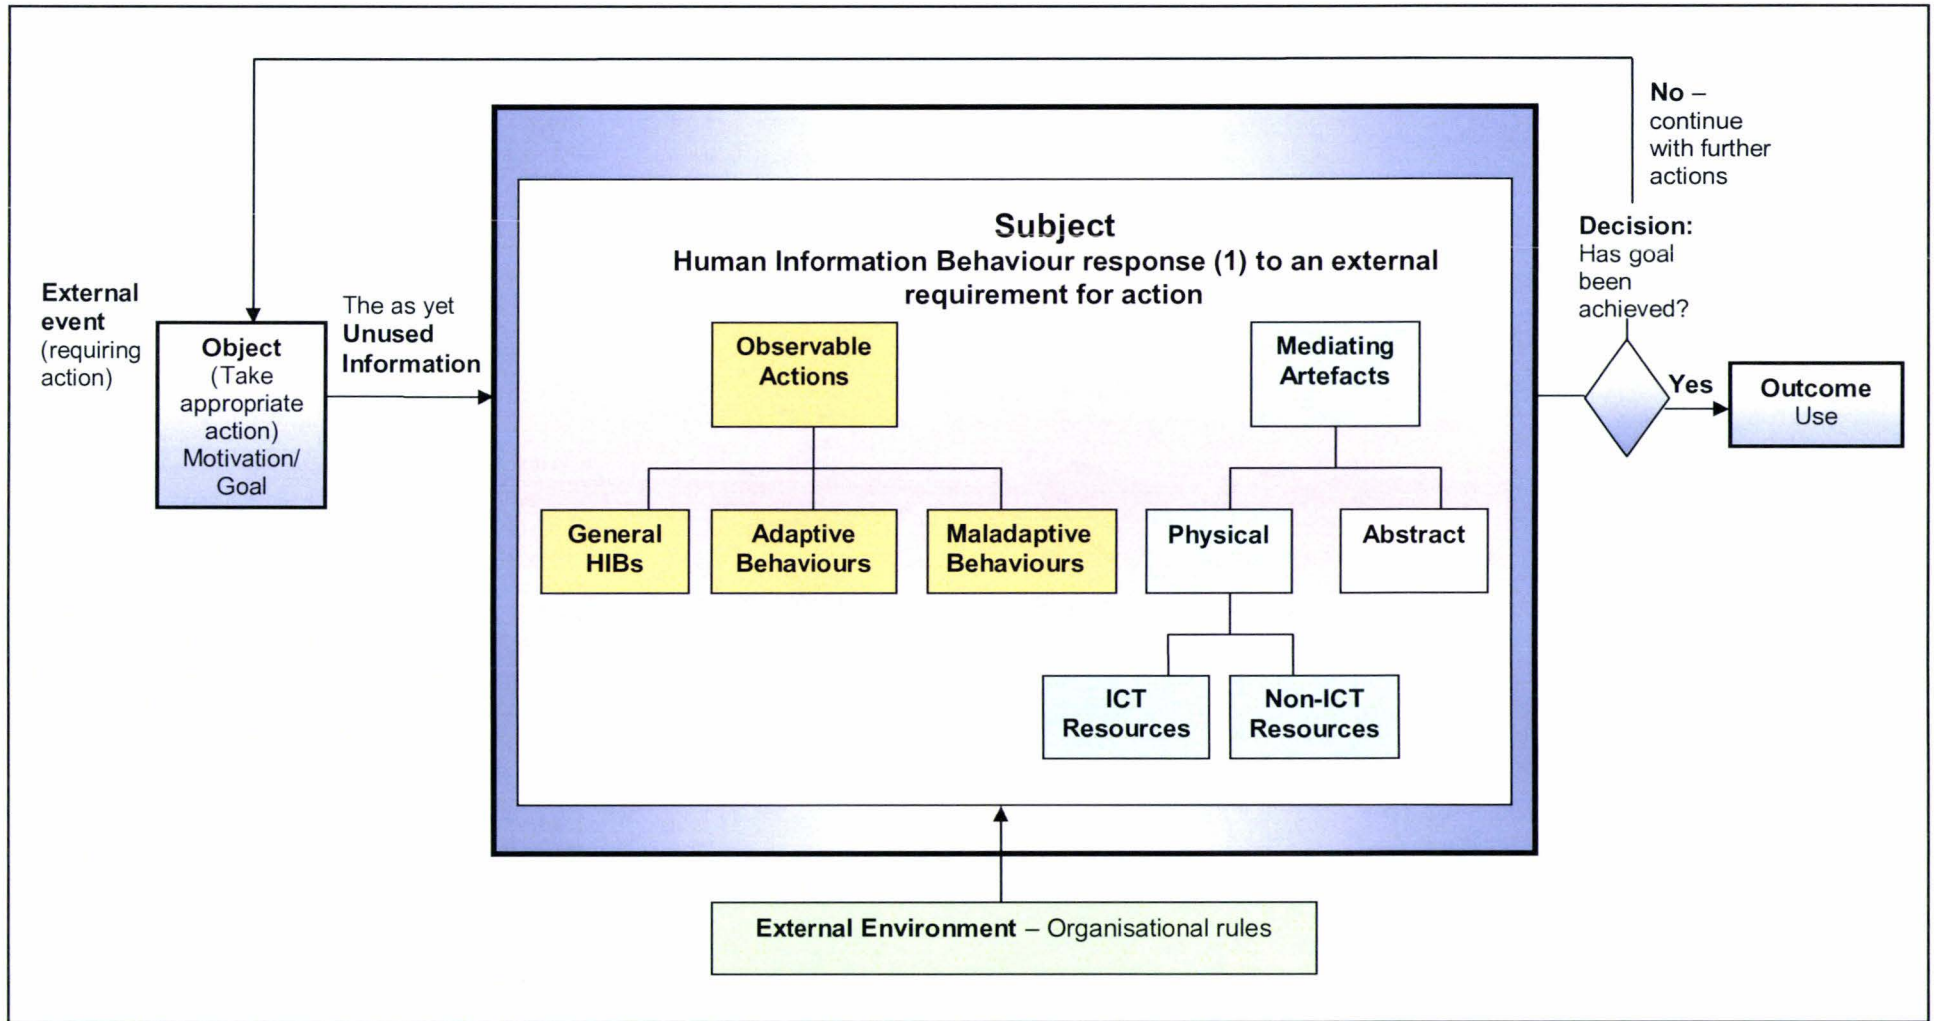 External
event
(requiring
action)
Object
(Take
appropriate
action)
Motivation/
Goal
The as yet
Unused
Information
Subject
Human Information Behaviour response (1) to an external
requirement for action
Observable
Actions
Mediating
Artefacts
General
HIBs
Adaptive
Behaviours
Maladaptive
Behaviours
Physical
Abstract
ICT
Resources
Non-ICT
Resources
External Environment – Organisational rules
No –
continue
with further
actions
Decision:
Has goal
been
achieved?
Yes
Outcome
Use